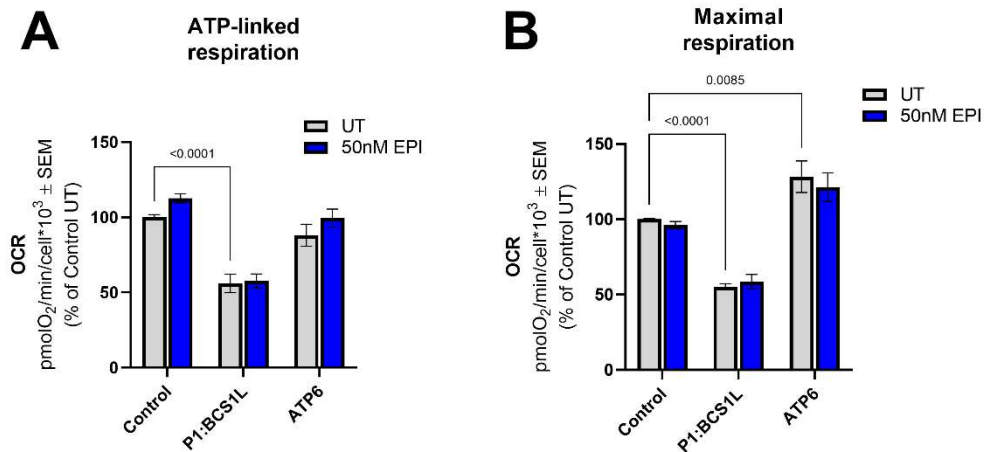 A
ATP-linked
respiration
UT
50nM EPI
<0.0001
OCR
pmolO₂/min/cell*10³ ± SEM
(% of Control UT)
150
100
50
0
Control
P1:BCS1L
ATP6
B
Maximal
respiration
0.0085
UT
50nM EPI
<0.0001
OCR
pmolO₂/min/cell*10³ ± SEM
(% of Control UT)
150
100
50
0
Control
P1:BCS1L
ATP6